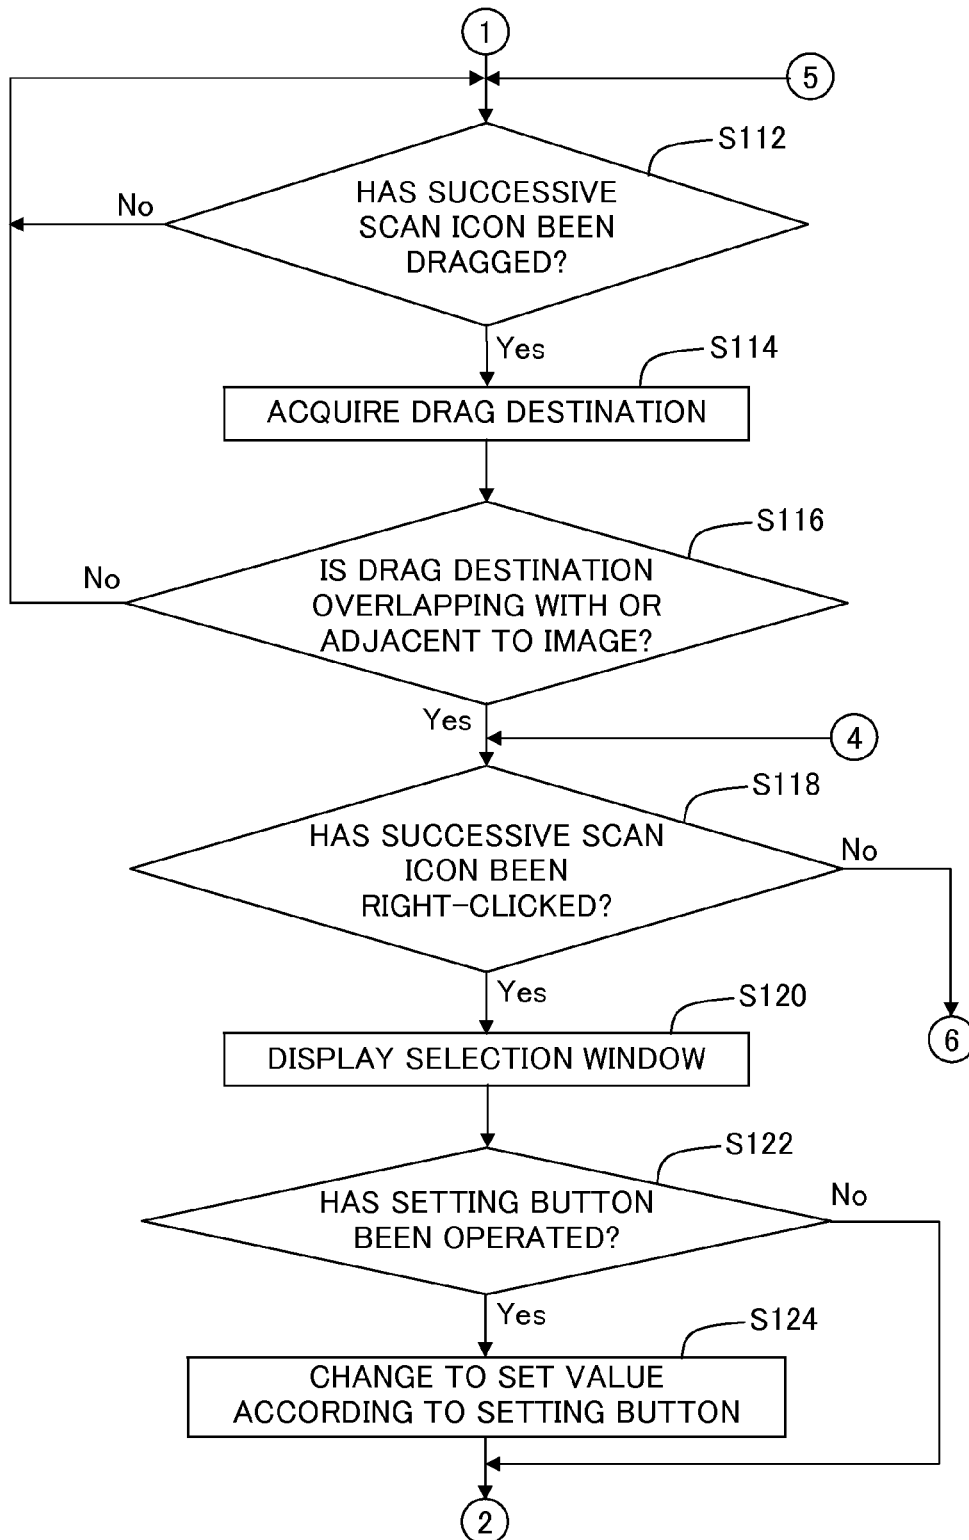 1
5
S112
No
HAS SUCCESSIVE
SCAN ICON BEEN
DRAGGED?
Yes
S114
ACQUIRE DRAG DESTINATION
S116
No
IS DRAG DESTINATION
OVERLAPPING WITH OR
ADJACENT TO IMAGE?
Yes
4
S118
HAS SUCCESSIVE SCAN
ICON BEEN
RIGHT-CLICKED?
No
Yes
S120
6
DISPLAY SELECTION WINDOW
S122
HAS SETTING BUTTON
BEEN OPERATED?
No
Yes
S124
CHANGE TO SET VALUE
ACCORDING TO SETTING BUTTON
2